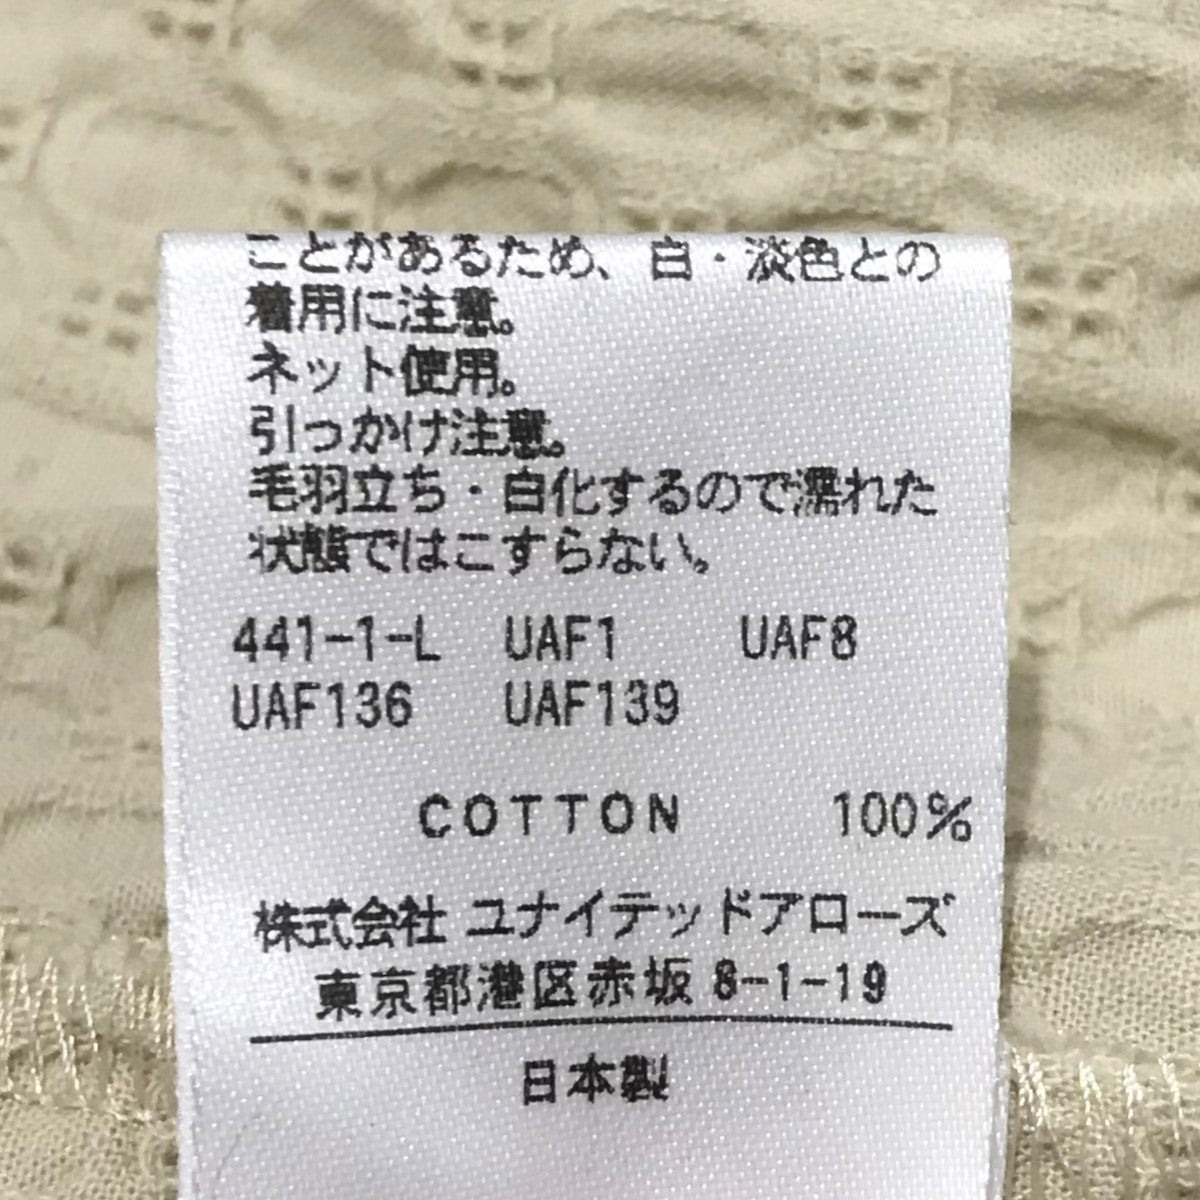 ことがあるため、白・淡色との
着用に注意。
ネット使用。
引っかけ注意。
毛羽立ち・白化するので濡れた
状態ではこすらない。
441-1-L UAF1 UAF8
UAF136 UAF139
COTTON 100%
株式会社 ユナイテッドアローズ
東京都港区赤坂 8-1-19
日本製